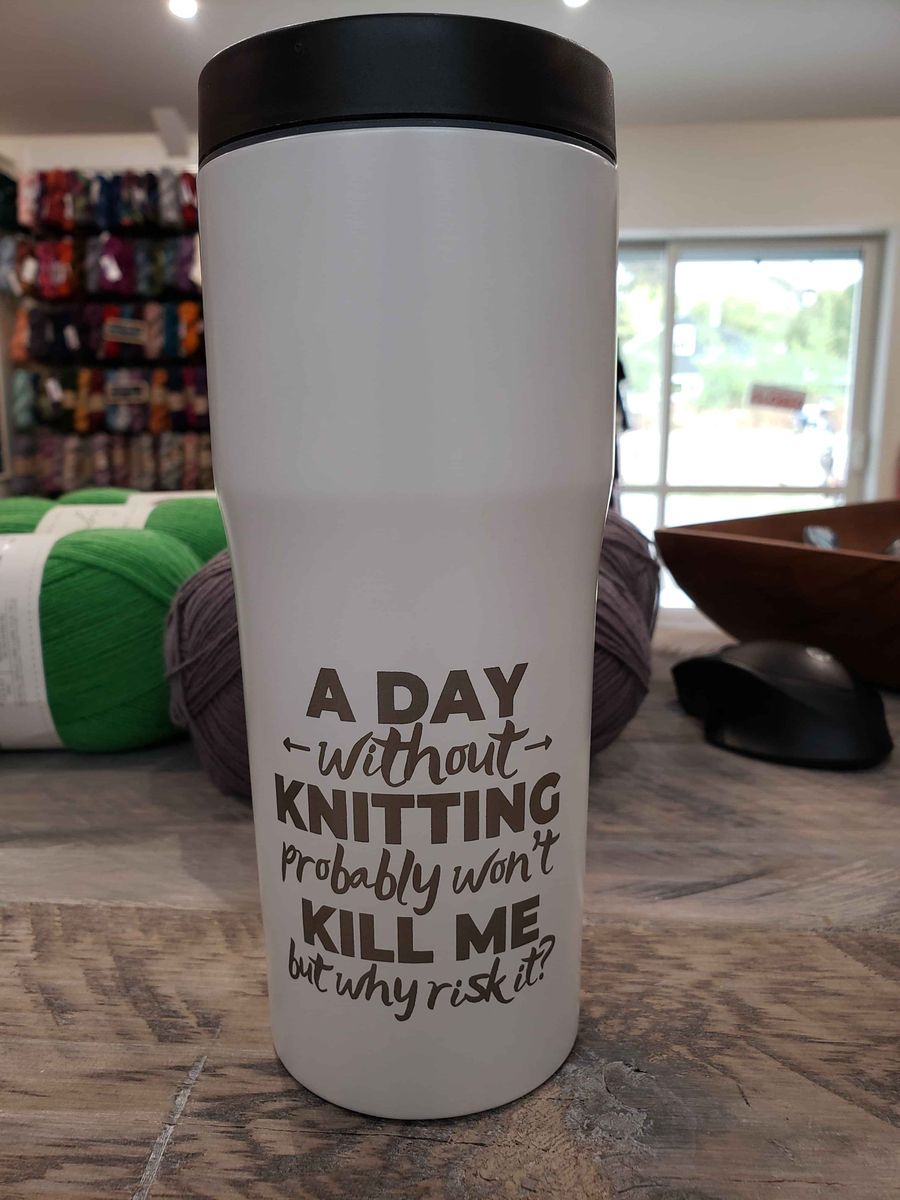 A DAY
←without→
KNITTING
probably won't
KILL ME
but why risk it?